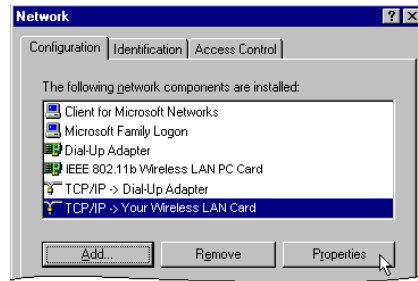 Network
Configuration Identification Access Control
The following network components are installed:
Client for Microsoft Networks
Microsoft Family Logon
Dial-Up Adapter
IEEE 802.11b Wireless LAN PC Card
TCP/IP -> Dial-Up Adapter
TCP/IP -> Your Wireless LAN Card
Add... Remove Properties